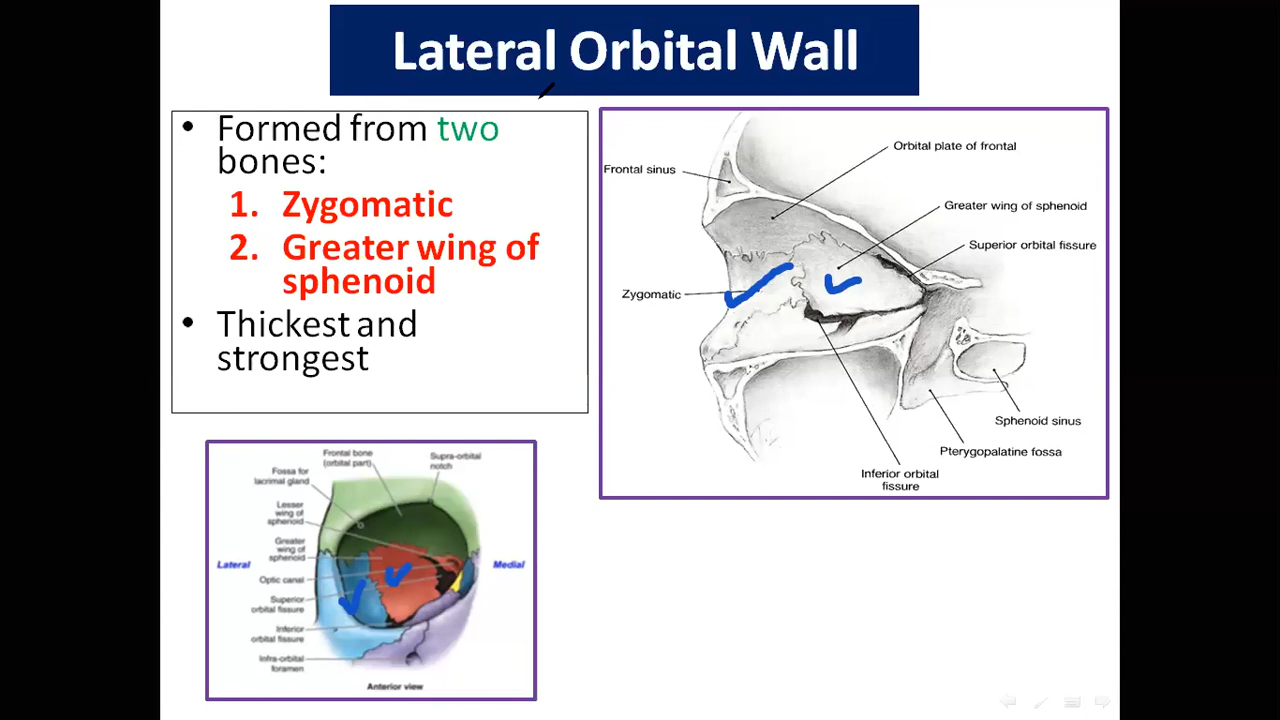 Lateral Orbital Wall
• Formed from two
bones:
1. Zygomatic
2. Greater wing of
sphenoid
• Thickest and
strongest
Orbital plate of frontal
Frontal sinus
Greater wing of sphenoid
Superior orbital fissure
Zygomatic
Sphenoid sinus
Pterygopalatine fossa
Inferior orbital
fissure
Frontal bone
(orbital part)
Supra-orbital
notch
Fossa for
lacrimal gland
Lesser
wing of
sphenoid
Greater
wing of
sphenoid
Lateral
Medial
Optic canal
Superior
orbital fissure
Inferior
orbital fissure
Infra-orbital
foramen
Anterior view